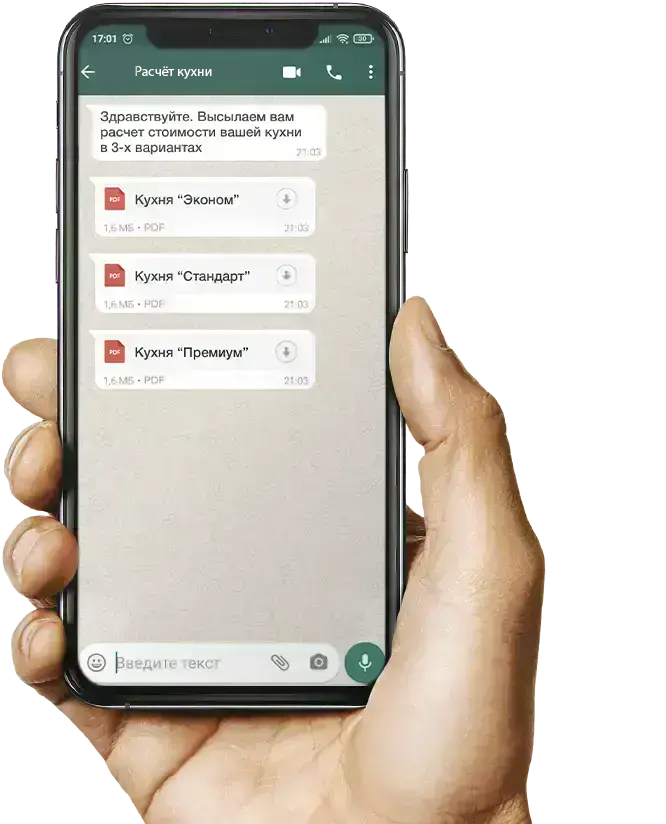 17:01
30
Расчёт кухни
Здравствуйте. Высылаем вам
расчет стоимости вашей кухни
в 3-х вариантах
21:03
PDF Кухня “Эконом”
1,6 МБ • PDF 21:03
PDF Кухня “Стандарт”
1,6 МБ • PDF 21:03
PDF Кухня “Премиум”
1,6 МБ • PDF 21:03
Введите текст